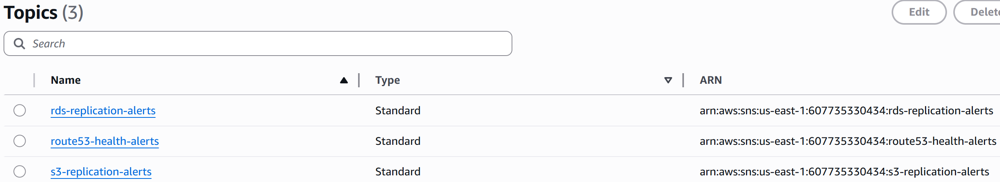 Topics (3)
Edit
Search
Name Type ARN
rds-replication-alerts Standard arn:aws:sns:us-east-1:607735330434:rds-replication-alerts
route53-health-alerts Standard arn:aws:sns:us-east-1:607735330434:route53-health-alerts
s3-replication-alerts Standard arn:aws:sns:us-east-1:607735330434:s3-replication-alerts